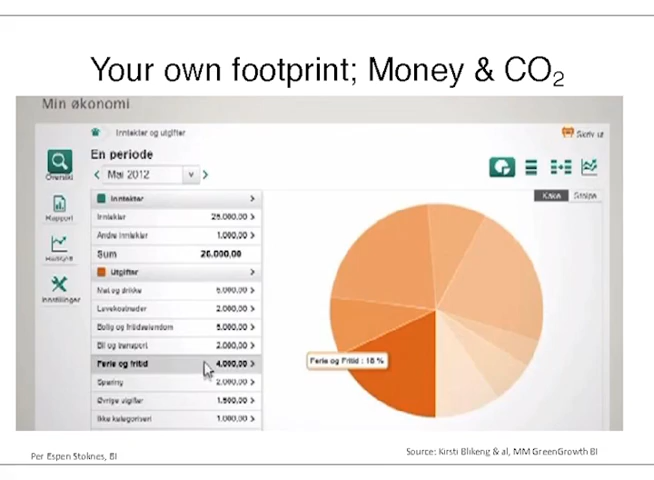 Your own footprint; Money & CO₂
Min økonomi
Inntekter og utgifter
Skriv ut
En periode
Oversikt
Mai 2012
Kake
Rapport
Inntekter
Inntekter 25.000,00
Andre inntekter 1.000,00
Sum 26.000,00
Utgifter
Innstillinger
Mat og drikke 5.000,00
Levekostnader 2.000,00
Bolig og fritidseiendom 5.000,00
Bil og transport 2.000,00
Ferie og fritid 4.000,00
Ferie og Fritid : 18 %
Sparing 2.000,00
Øvrige utgifter 1.500,00
Ikke kategorisert 1.000,00
Per Espen Stoknes, BI
Source: Kirsti Blikeng & al, MM GreenGrowth BI